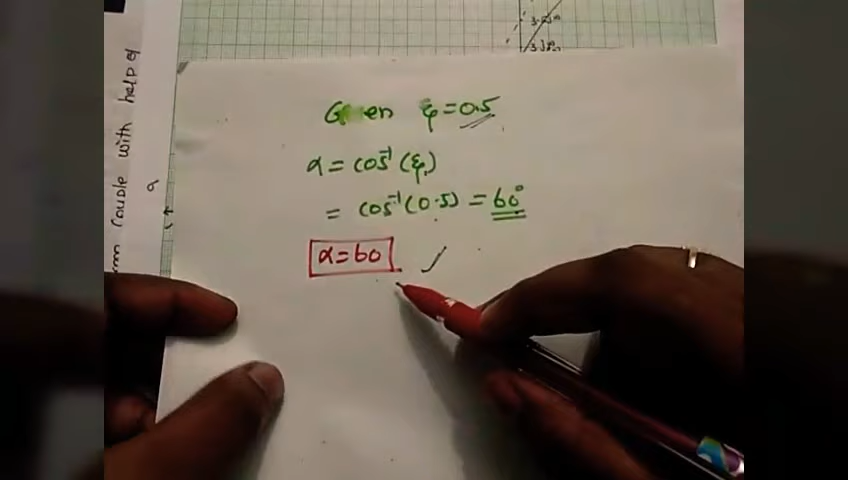 Given ξ = 0.5
α = cos⁻¹(ξ)
= cos⁻¹(0.5) = 60°
α = 60
couple with help of